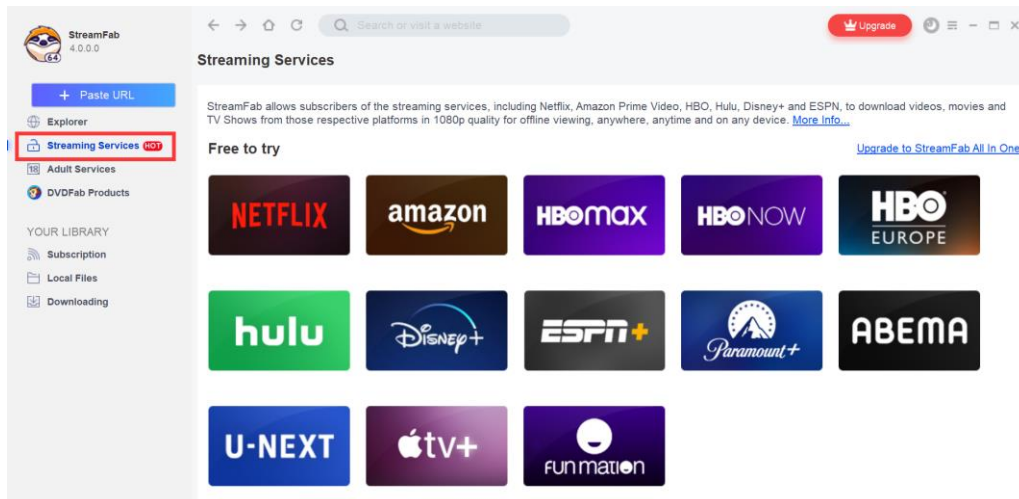 StreamFab
4.0.0.0
64
Search or visit a website
Upgrade
+ Paste URL
Explorer
Streaming Services HOT
18 Adult Services
DVDFab Products
YOUR LIBRARY
Subscription
Local Files
Downloading
Streaming Services
StreamFab allows subscribers of the streaming services, including Netflix, Amazon Prime Video, HBO, Hulu, Disney+ and ESPN, to download videos, movies and
TV Shows from those respective platforms in 1080p quality for offline viewing, anywhere, anytime and on any device. More Info...
Free to try
Upgrade to StreamFab All In One
NETFLIX
amazon
HBOmax
HBONOW
HBO
EUROPE
hulu
Disney+
ESPN+
Paramount+
ABEMA
U-NEXT
tv+
Funimation